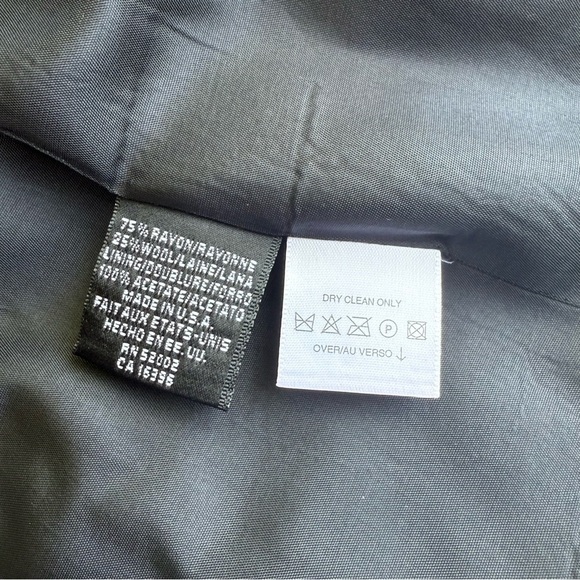 75% RAYON/RAYONNE
25% WOOL/LAINE/LANA
LINING/DOUBLURE/FORRO
100% ACETATE/ACETATO
MADE IN U.S.A.
FAIT AUX ETATS-UNIS
HECHO EN EE. UU.
RN 52002
CA 16396
DRY CLEAN ONLY
P
OVER/AU VERSO ↓